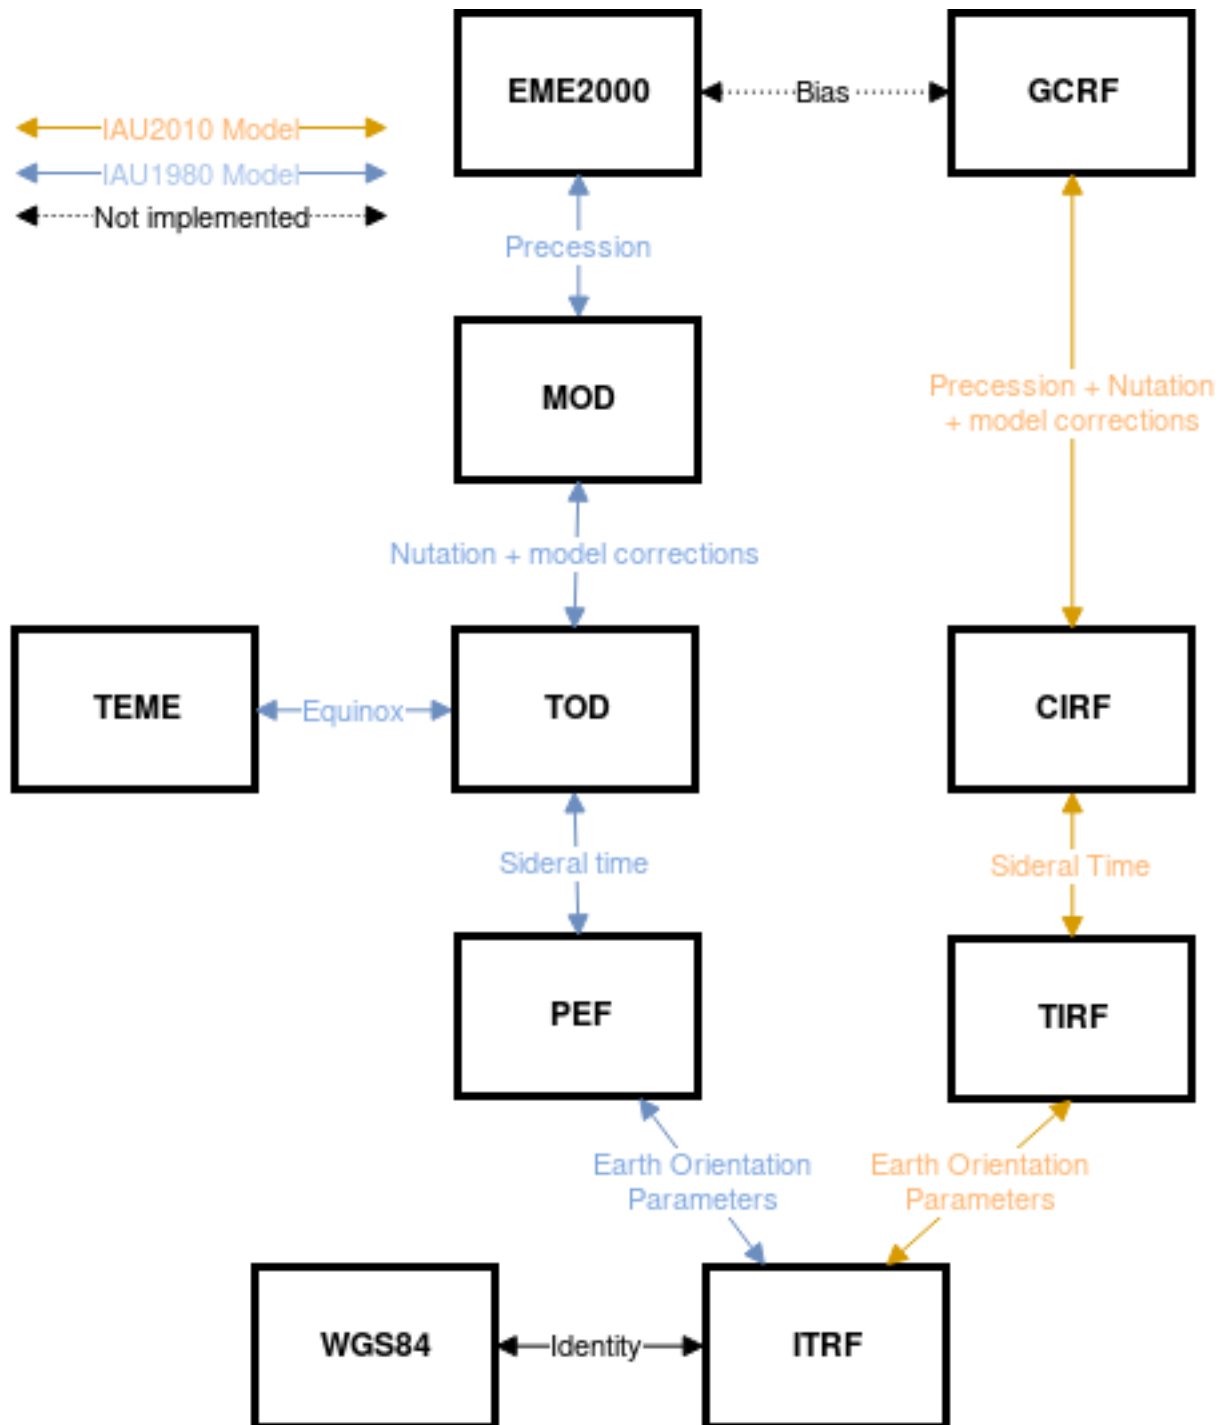 EME2000
Bias
GCRF
IAU2010 Model
IAU1980 Model
Not implemented
Precession
MOD
Precession + Nutation
+ model corrections
Nutation + model corrections
TEME
Equinox
TOD
CIRF
Sideral time
Sideral Time
PEF
TIRF
Earth Orientation
Parameters
Earth Orientation
Parameters
WGS84
Identity
ITRF